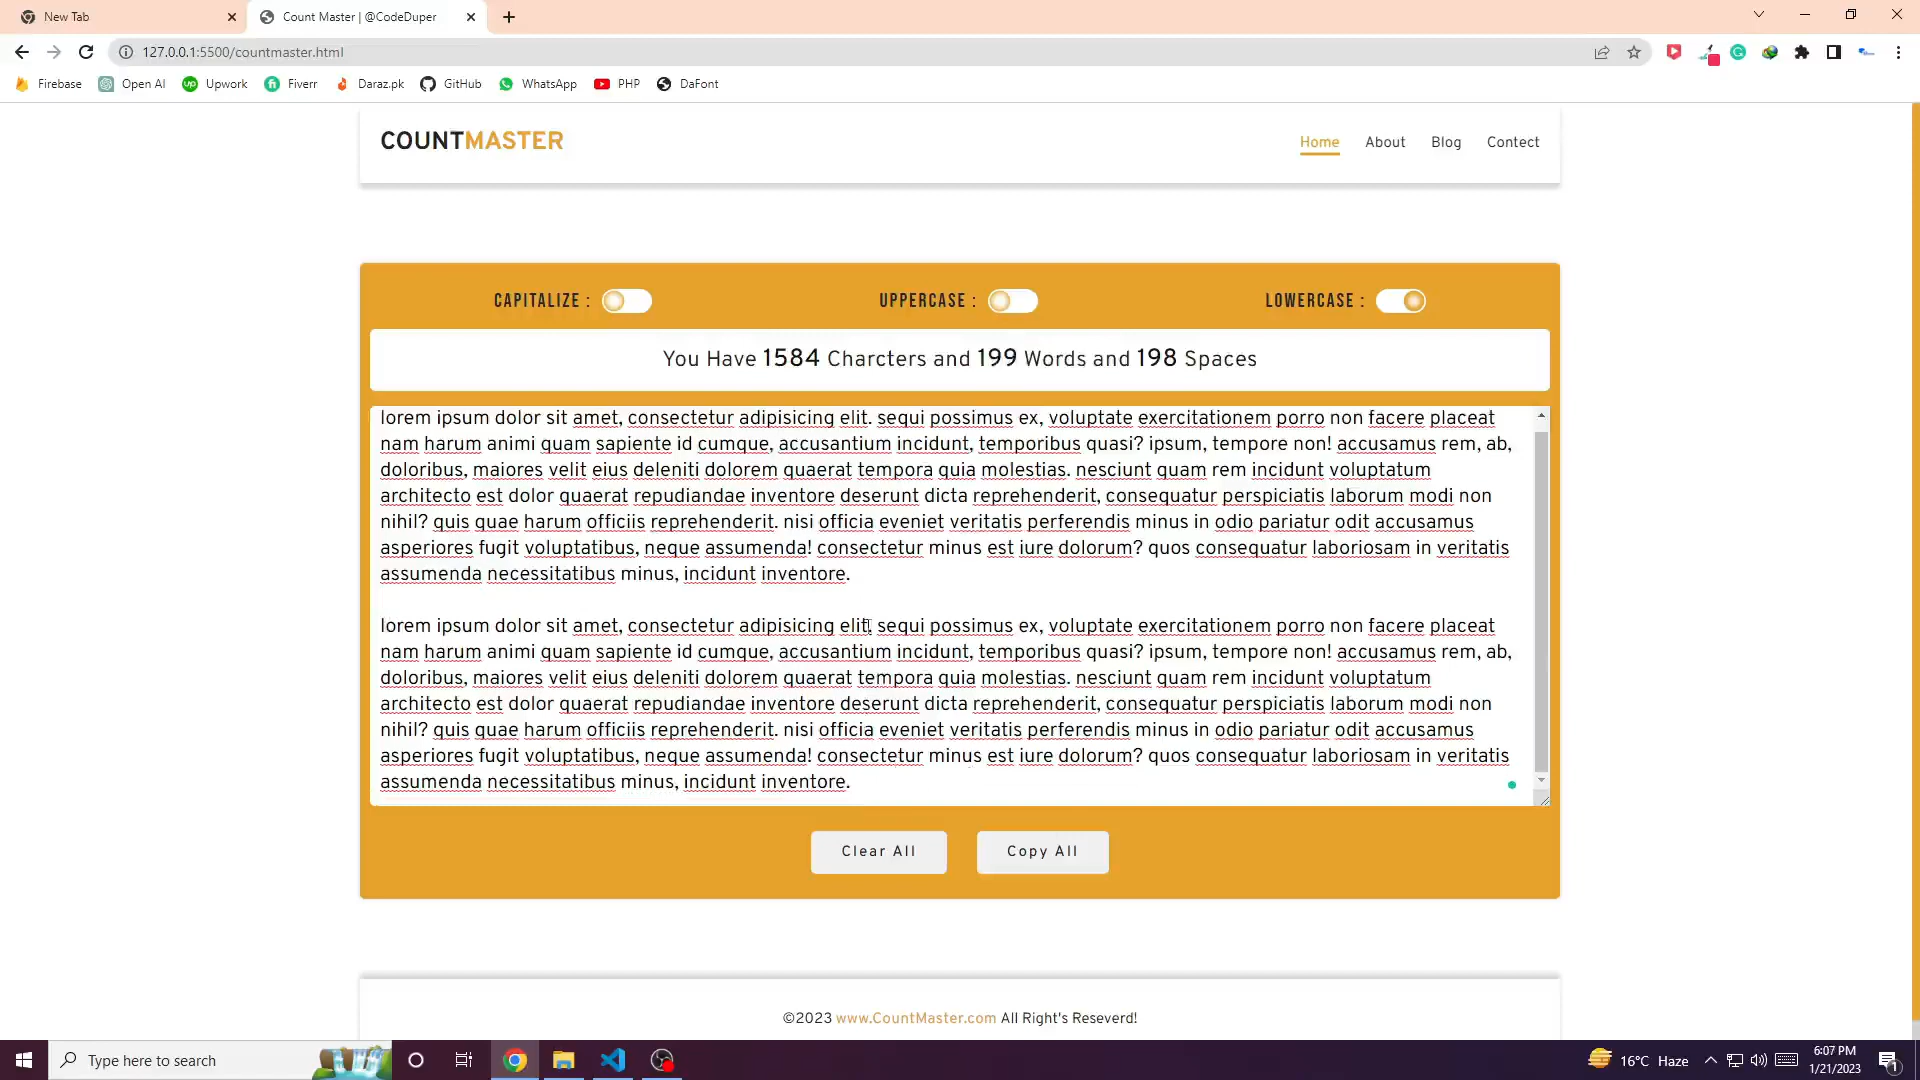 New Tab
Count Master | @CodeDuper
127.0.0.1:5500/countmaster.html
Firebase Open AI Upwork Fiverr Daraz.pk GitHub WhatsApp PHP DaFont
COUNTMASTER
Home About Blog Contect
CAPITALIZE : UPPERCASE : LOWERCASE :
You Have 1584 Charcters and 199 Words and 198 Spaces
lorem ipsum dolor sit amet, consectetur adipisicing elit. sequi possimus ex, voluptate exercitationem porro non facere placeat
nam harum animi quam sapiente id cumque, accusantium incidunt, temporibus quasi? ipsum, tempore non! accusamus rem, ab,
doloribus, maiores velit eius deleniti dolorem quaerat tempora quia molestias. nesciunt quam rem incidunt voluptatum
architecto est dolor quaerat repudiandae inventore deserunt dicta reprehenderit, consequatur perspiciatis laborum modi non
nihil? quis quae harum officiis reprehenderit. nisi officia eveniet veritatis perferendis minus in odio pariatur odit accusamus
asperiores fugit voluptatibus, neque assumenda! consectetur minus est iure dolorum? quos consequatur laboriosam in veritatis
assumenda necessitatibus minus, incidunt inventore.
lorem ipsum dolor sit amet, consectetur adipisicing elit. sequi possimus ex, voluptate exercitationem porro non facere placeat
nam harum animi quam sapiente id cumque, accusantium incidunt, temporibus quasi? ipsum, tempore non! accusamus rem, ab,
doloribus, maiores velit eius deleniti dolorem quaerat tempora quia molestias. nesciunt quam rem incidunt voluptatum
architecto est dolor quaerat repudiandae inventore deserunt dicta reprehenderit, consequatur perspiciatis laborum modi non
nihil? quis quae harum officiis reprehenderit. nisi officia eveniet veritatis perferendis minus in odio pariatur odit accusamus
asperiores fugit voluptatibus, neque assumenda! consectetur minus est iure dolorum? quos consequatur laboriosam in veritatis
assumenda necessitatibus minus, incidunt inventore.
Clear All Copy All
©2023 www.CountMaster.com All Right's Reseverd!
Type here to search
16°C Haze
6:07 PM
1/21/2023
1